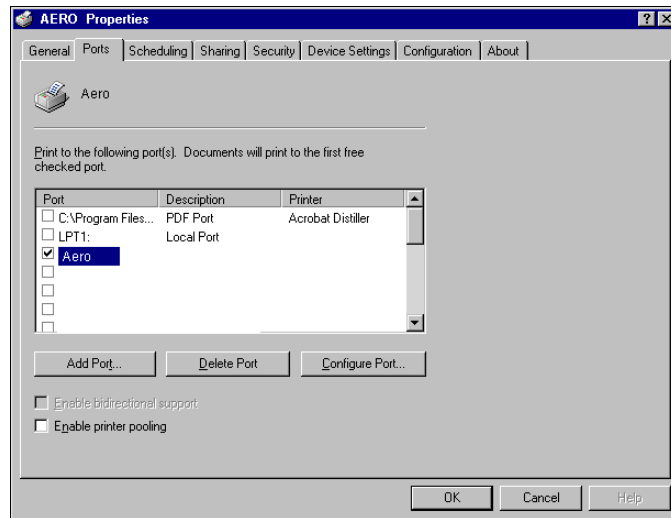 AERO Properties
General Ports Scheduling Sharing Security Device Settings Configuration About
Aero
Print to the following port(s). Documents will print to the first free
checked port.
Port Description Printer
C:\Program Files... PDF Port Acrobat Distiller
LPT1: Local Port
Aero
Add Port... Delete Port Configure Port...
Enable bidirectional support
Enable printer pooling
OK Cancel Help